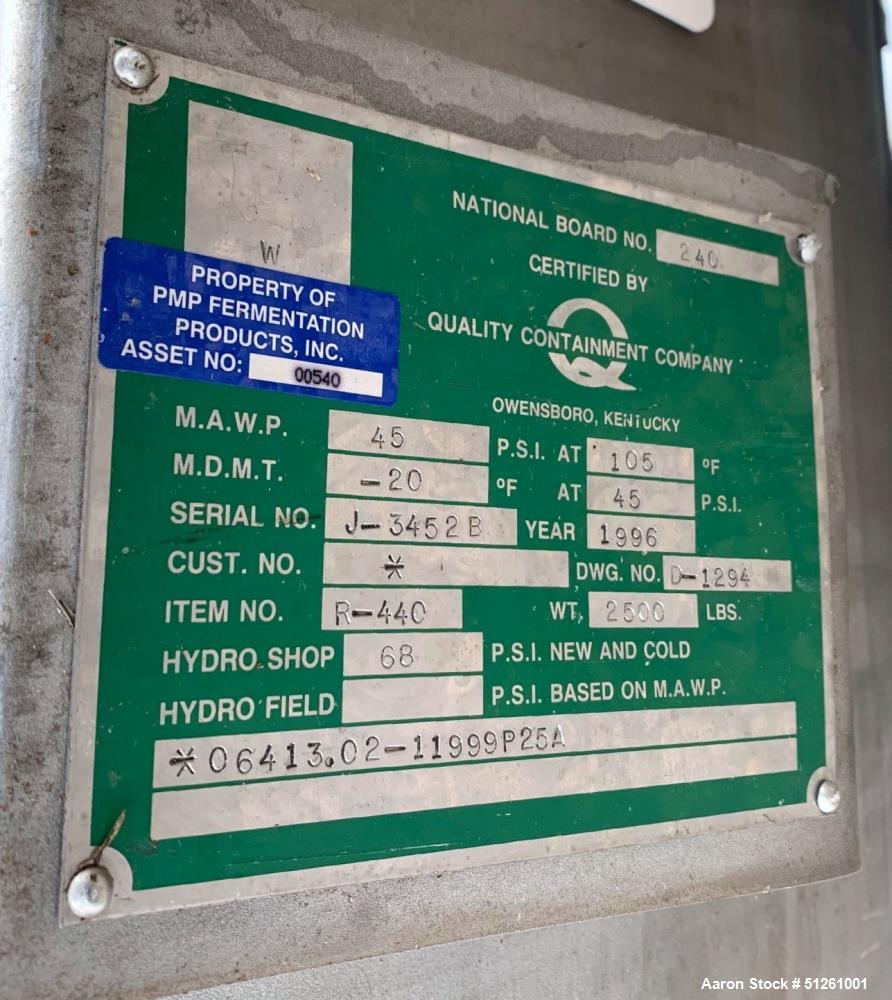 W
NATIONAL BOARD NO. 240
CERTIFIED BY
QUALITY CONTAINMENT COMPANY
OWENSBORO, KENTUCKY
PROPERTY OF
PMP FERMENTATION
PRODUCTS, INC.
ASSET NO: 00540
M.A.W.P. 45 P.S.I. AT 105 °F
M.D.M.T. -20 °F AT 45 P.S.I.
SERIAL NO. J-3452B YEAR 1996
CUST. NO. * DWG. NO. D-1294
ITEM NO. R-440 WT. 2500 LBS.
HYDRO SHOP 68 P.S.I. NEW AND COLD
HYDRO FIELD P.S.I. BASED ON M.A.W.P.
*06413.02-11999P25A
Aaron Stock # 51261001